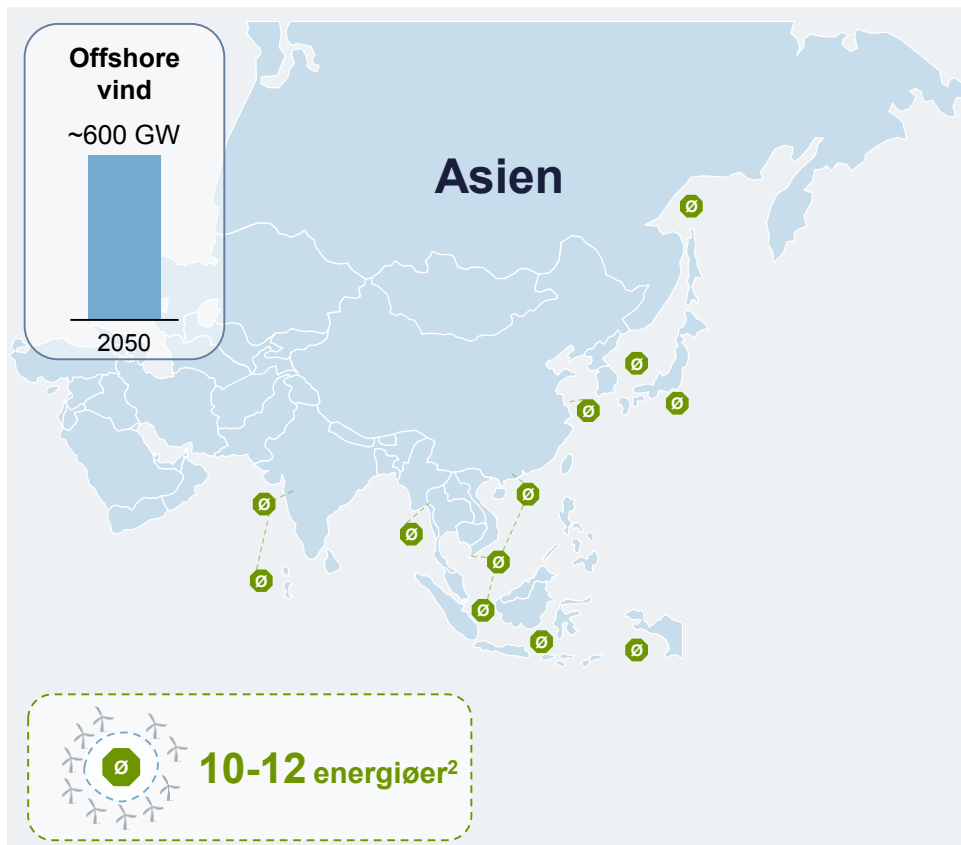 Offshore
vind
~600 GW
2050
Asien
Ø
Ø
Ø
Ø
Ø
Ø
Ø
Ø
Ø
Ø
Ø
Ø
Ø 10-12 energiøer²